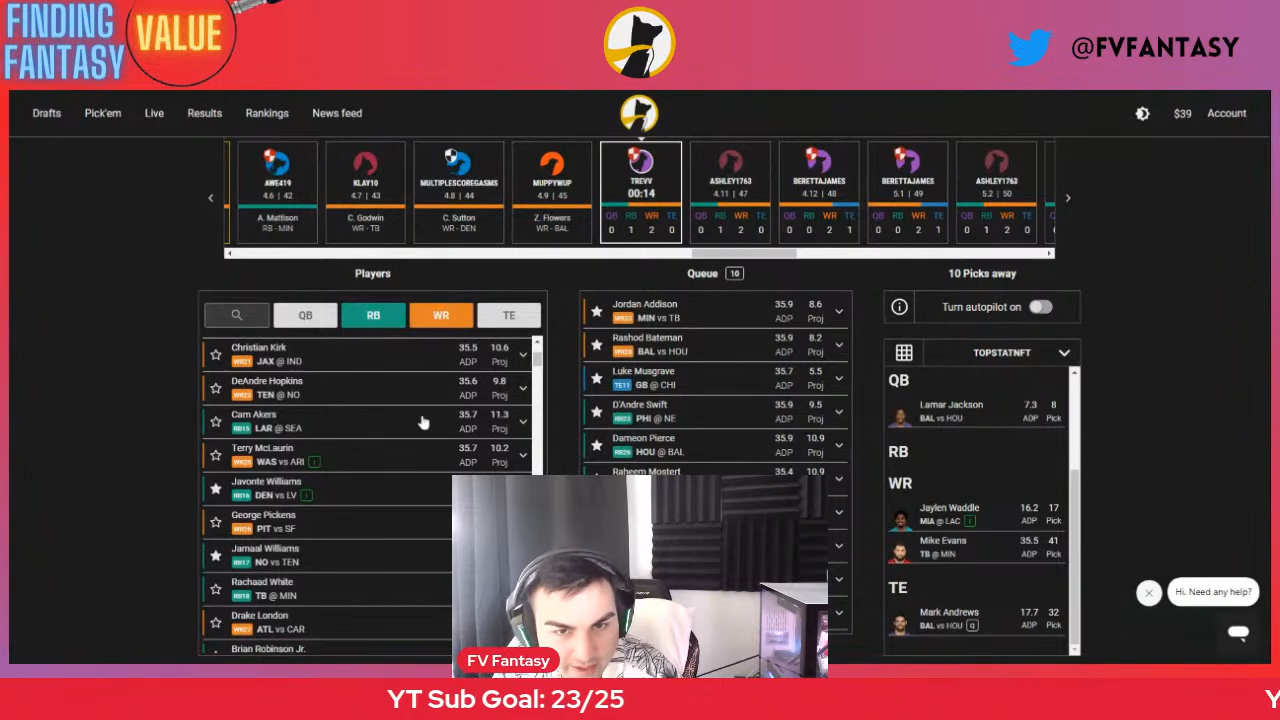 FINDING
FANTASY
VALUE
@FVFANTASY
Drafts Pick'em Live Results Rankings News feed
$39 Account
AWE419
4.6 | 42
A. Mattison
RB - MIN
KLAY10
4.7 | 43
C. Godwin
WR - TB
MULTIPLESCOREGASMS
4.8 | 44
C. Sutton
WR - DEN
MUPPYWUP
4.9 | 45
Z. Flowers
WR - BAL
TREVV
00:14
QB RB WR TE
0 1 2 0
ASHLEY1763
4.11 | 47
QB RB WR TE
0 1 2 0
BERETTAJAMES
4.12 | 48
QB RB WR TE
0 0 2 1
BERETTAJAMES
5.1 | 49
QB RB WR TE
0 0 2 1
ASHLEY1763
5.2 | 50
QB RB WR TE
0 1 2 0
Players
QB RB WR TE
Christian Kirk 35.5 10.6
WR21 JAX @ IND ADP Proj
DeAndre Hopkins 35.6 9.8
TEN @ NO ADP Proj
Cam Akers 35.7 11.3
RB15 LAR @ SEA ADP Proj
Terry McLaurin 35.7 10.2
WAS vs ARI ADP Proj
Javonte Williams
RB16 DEN vs LV
George Pickens
PIT vs SF
Jamaal Williams
RB17 NO vs TEN
Rachaad White
RB18 TB @ MIN
Drake London
WR27 ATL vs CAR
Brian Robinson Jr.
Queue 10
Jordan Addison 35.9 8.6
MIN vs TB ADP Proj
Rashod Bateman 35.9 8.2
BAL vs HOU ADP Proj
Luke Musgrave 35.7 5.5
TE11 GB @ CHI ADP Proj
D'Andre Swift 35.9 9.5
PHI @ NE ADP Proj
Dameon Pierce 35.9 10.9
HOU @ BAL ADP Proj
Raheem Mostert 35.4 10.9
10 Picks away
Turn autopilot on
TOPSTATNFT
QB
Lamar Jackson 7.3 8
BAL vs HOU ADP Pick
RB
WR
Jaylen Waddle 16.2 17
MIA @ LAC ADP Pick
Mike Evans 35.5 41
TB @ MIN ADP Pick
TE
Mark Andrews 17.7 32
BAL vs HOU Q ADP Pick
Hi. Need any help?
FV Fantasy
YT Sub Goal: 23/25
Y